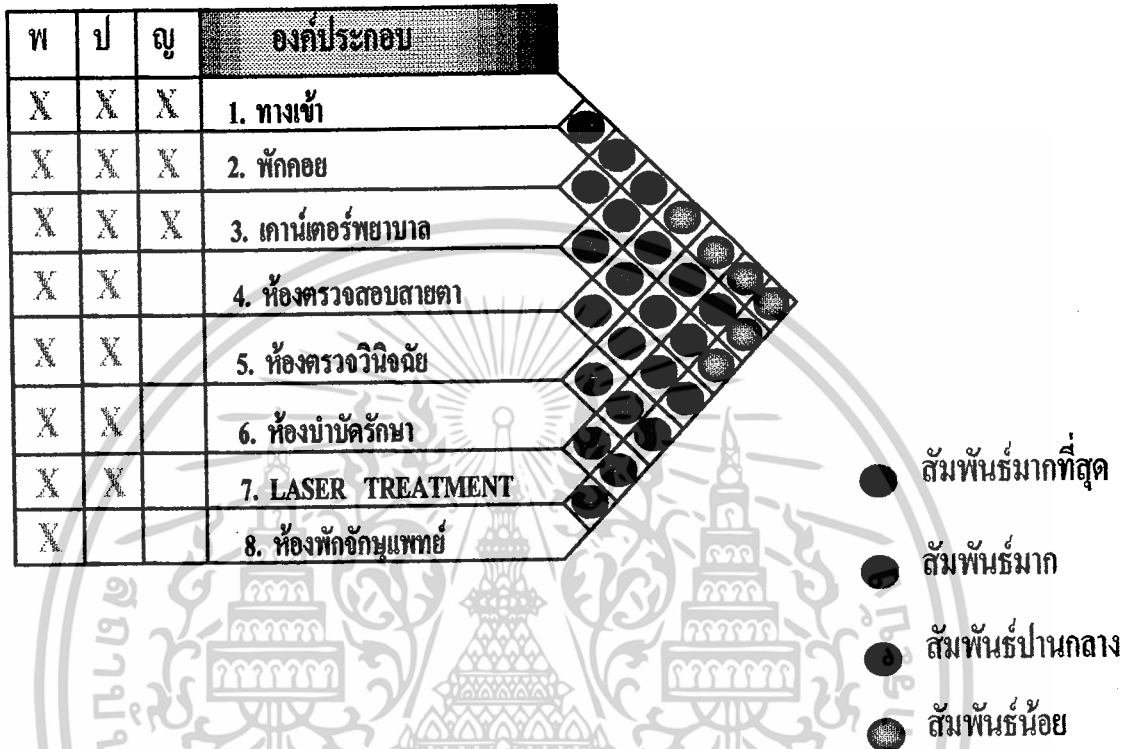 พ ป ญ องค์ประกอบ
X X X 1. ทางเข้า
X X X 2. พักคอย
X X X 3. เคาน์เตอร์พยาบาล
X X 4. ห้องตรวจสอบสายตา
X X 5. ห้องตรวจวินิจฉัย
X X 6. ห้องบำบัดรักษา
X X 7. LASER TREATMENT
X 8. ห้องพักจักษุแพทย์
สัมพันธ์มากที่สุด
สัมพันธ์มาก
สัมพันธ์ปานกลาง
สัมพันธ์น้อย